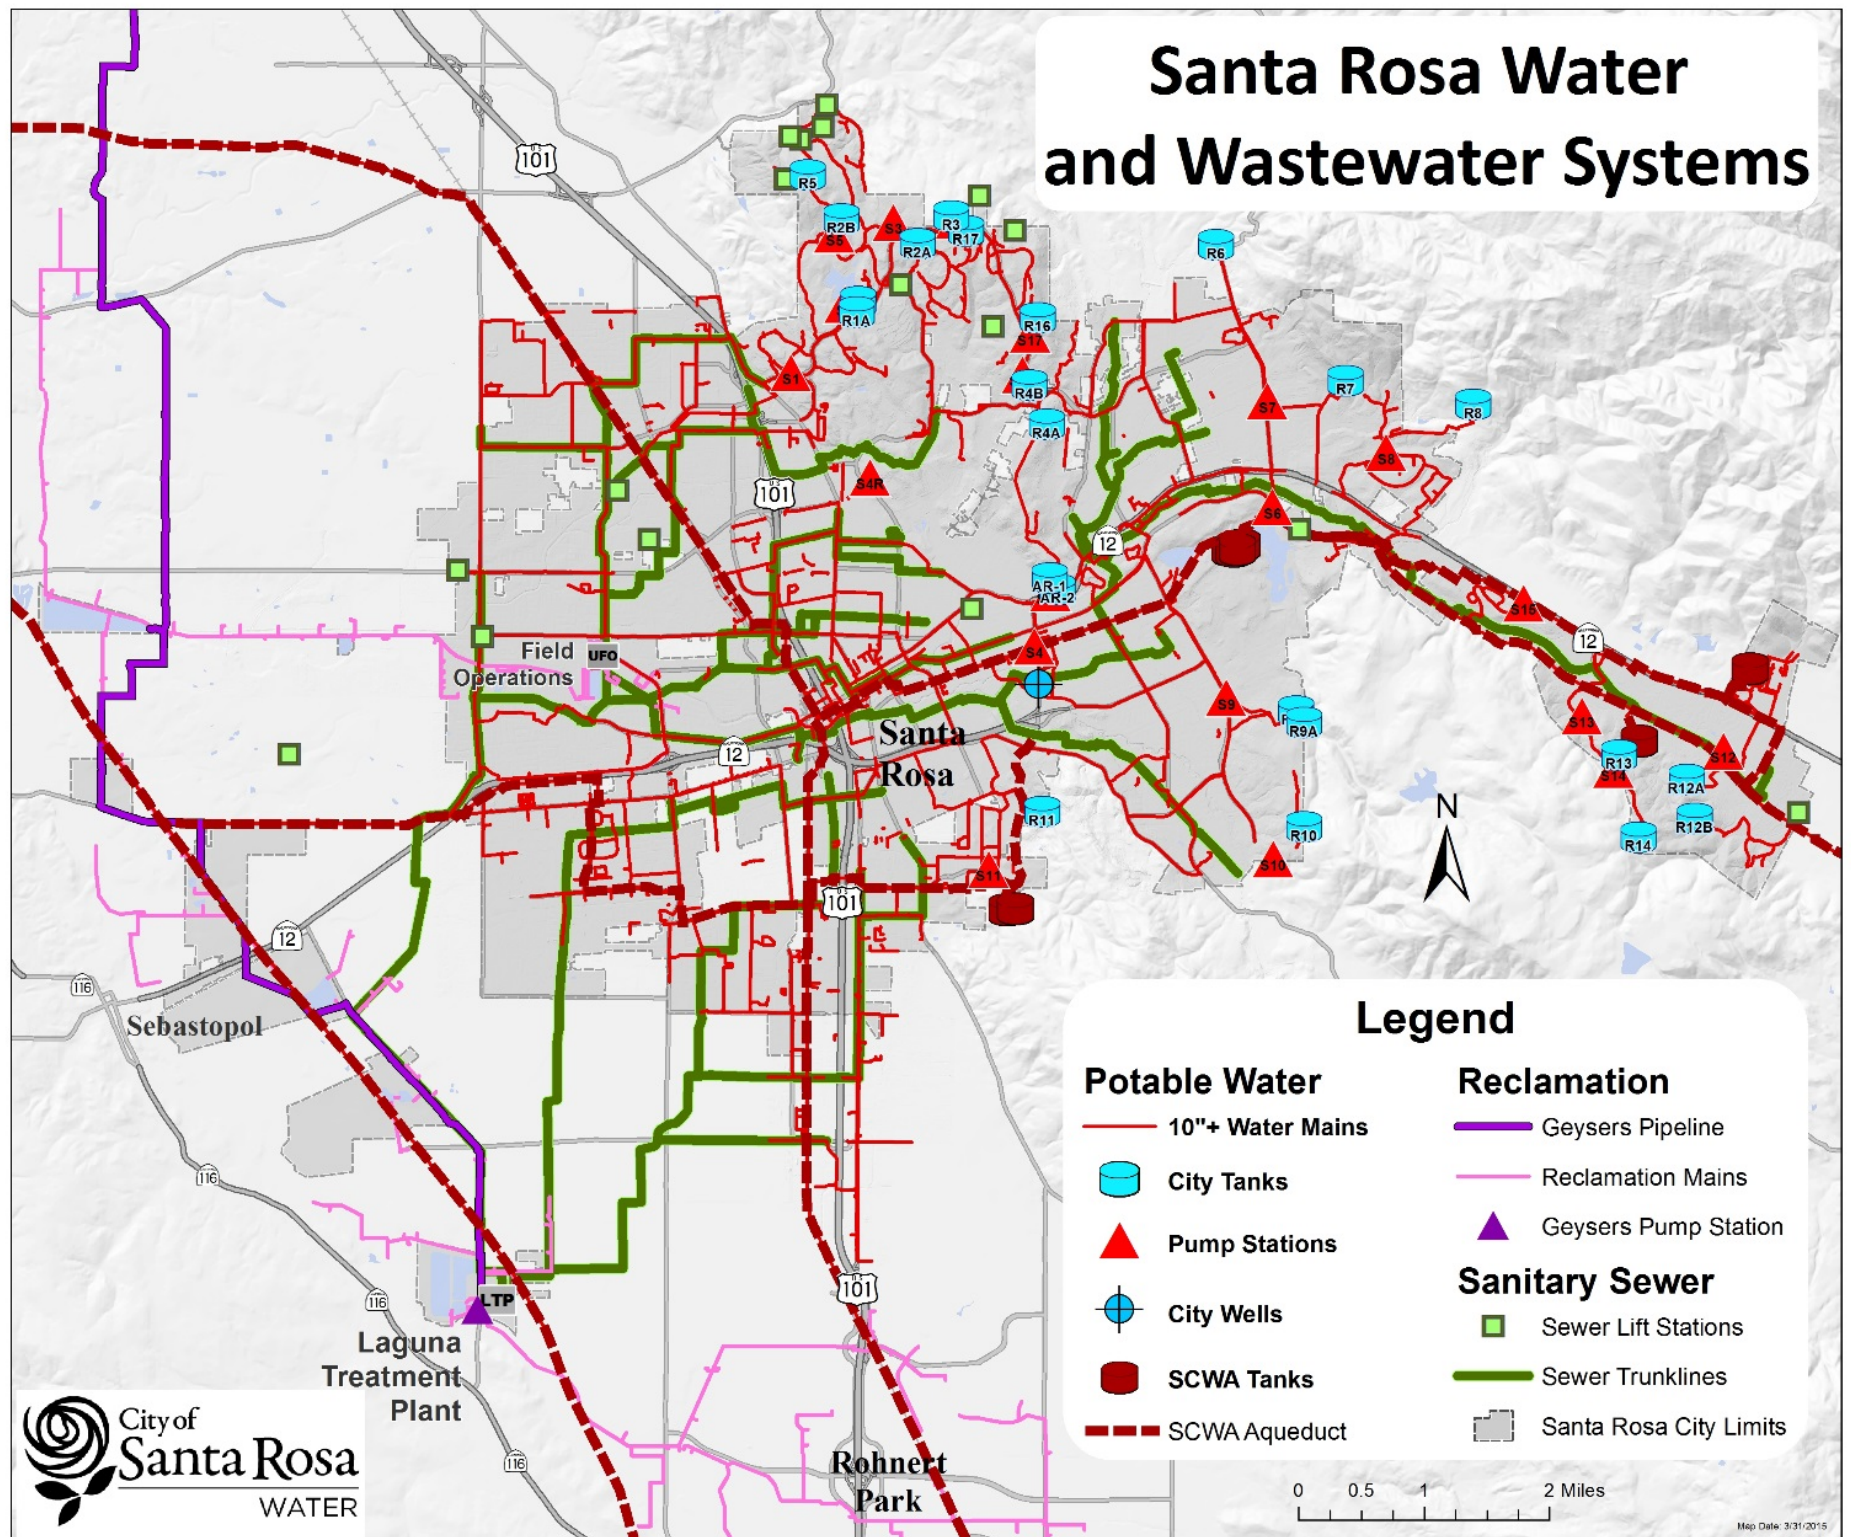 Santa Rosa Water
and Wastewater Systems
101
R5
R2B
S5
S3
R3
R17
R2A
R6
R1A
R16
S17
S1
R4B
R4A
S7
R7
R8
S8
101
S4R
S6
12
AR-1
AR-2
S15
12
Field
Operations
UFO
S4
S9
R9A
S13
R13
S14
S12
R12A
R12B
R14
Santa
Rosa
12
R11
R10
S10
S11
101
N
12
116
Sebastopol
116
116
LTP
Laguna
Treatment
Plant
101
116
Rohnert
Park
Legend
Potable Water
10"+ Water Mains
City Tanks
Pump Stations
City Wells
SCWA Tanks
SCWA Aqueduct
Reclamation
Geysers Pipeline
Reclamation Mains
Geysers Pump Station
Sanitary Sewer
Sewer Lift Stations
Sewer Trunklines
Santa Rosa City Limits
0 0.5 1 2 Miles
Map Date: 3/31/2015
City of
Santa Rosa
WATER